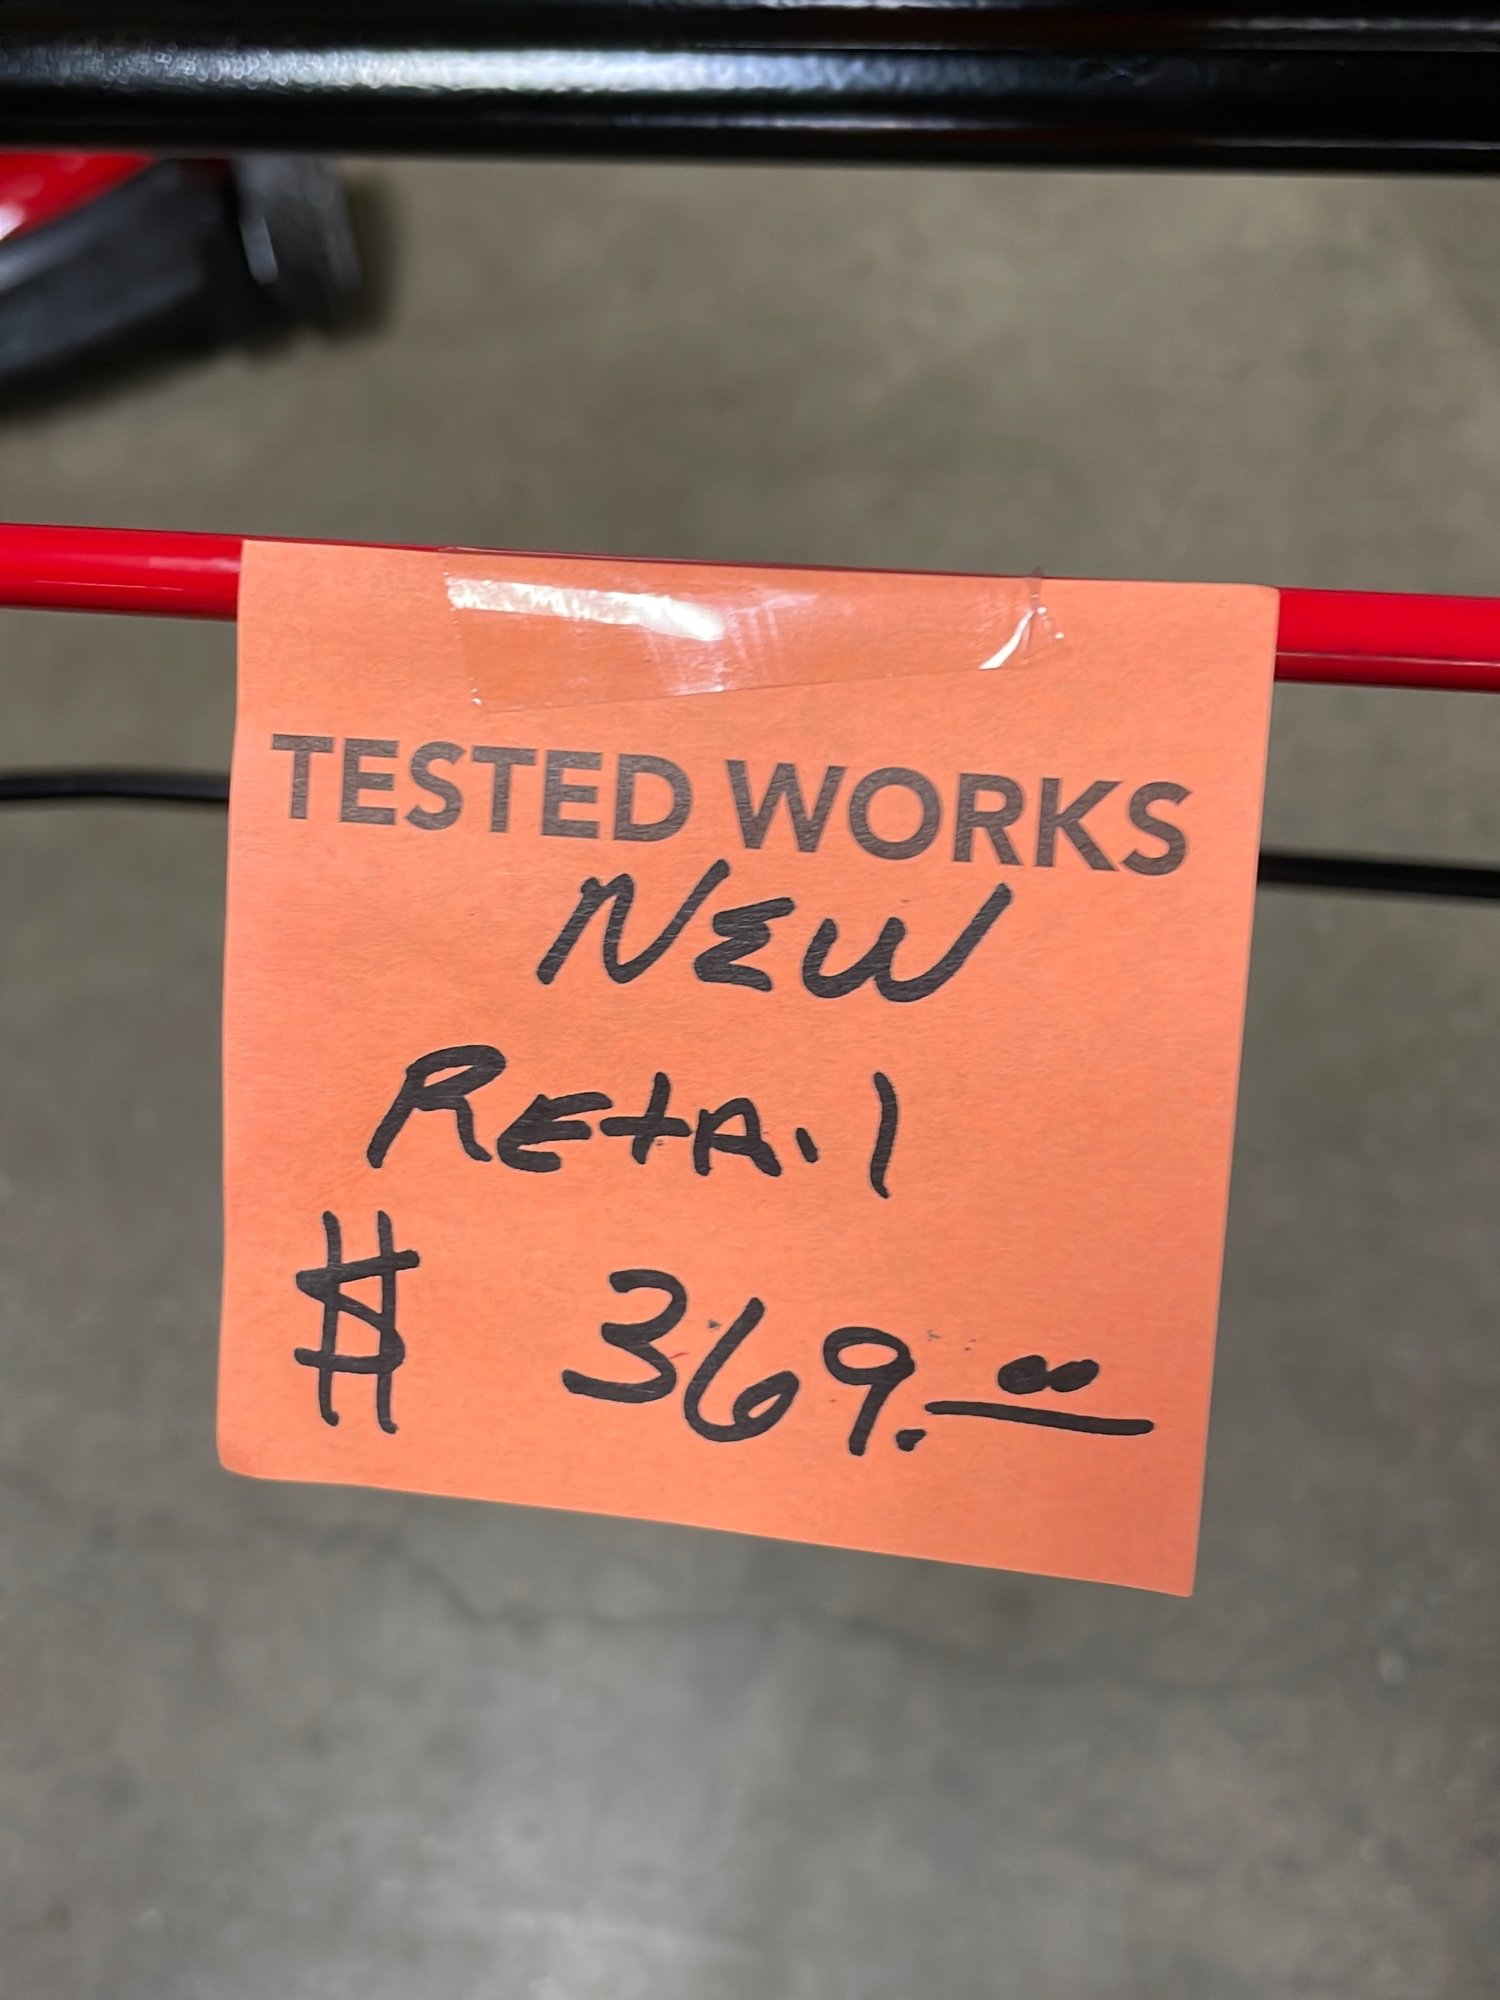 TESTED WORKS
NEW
RETAIL
$ 369.00